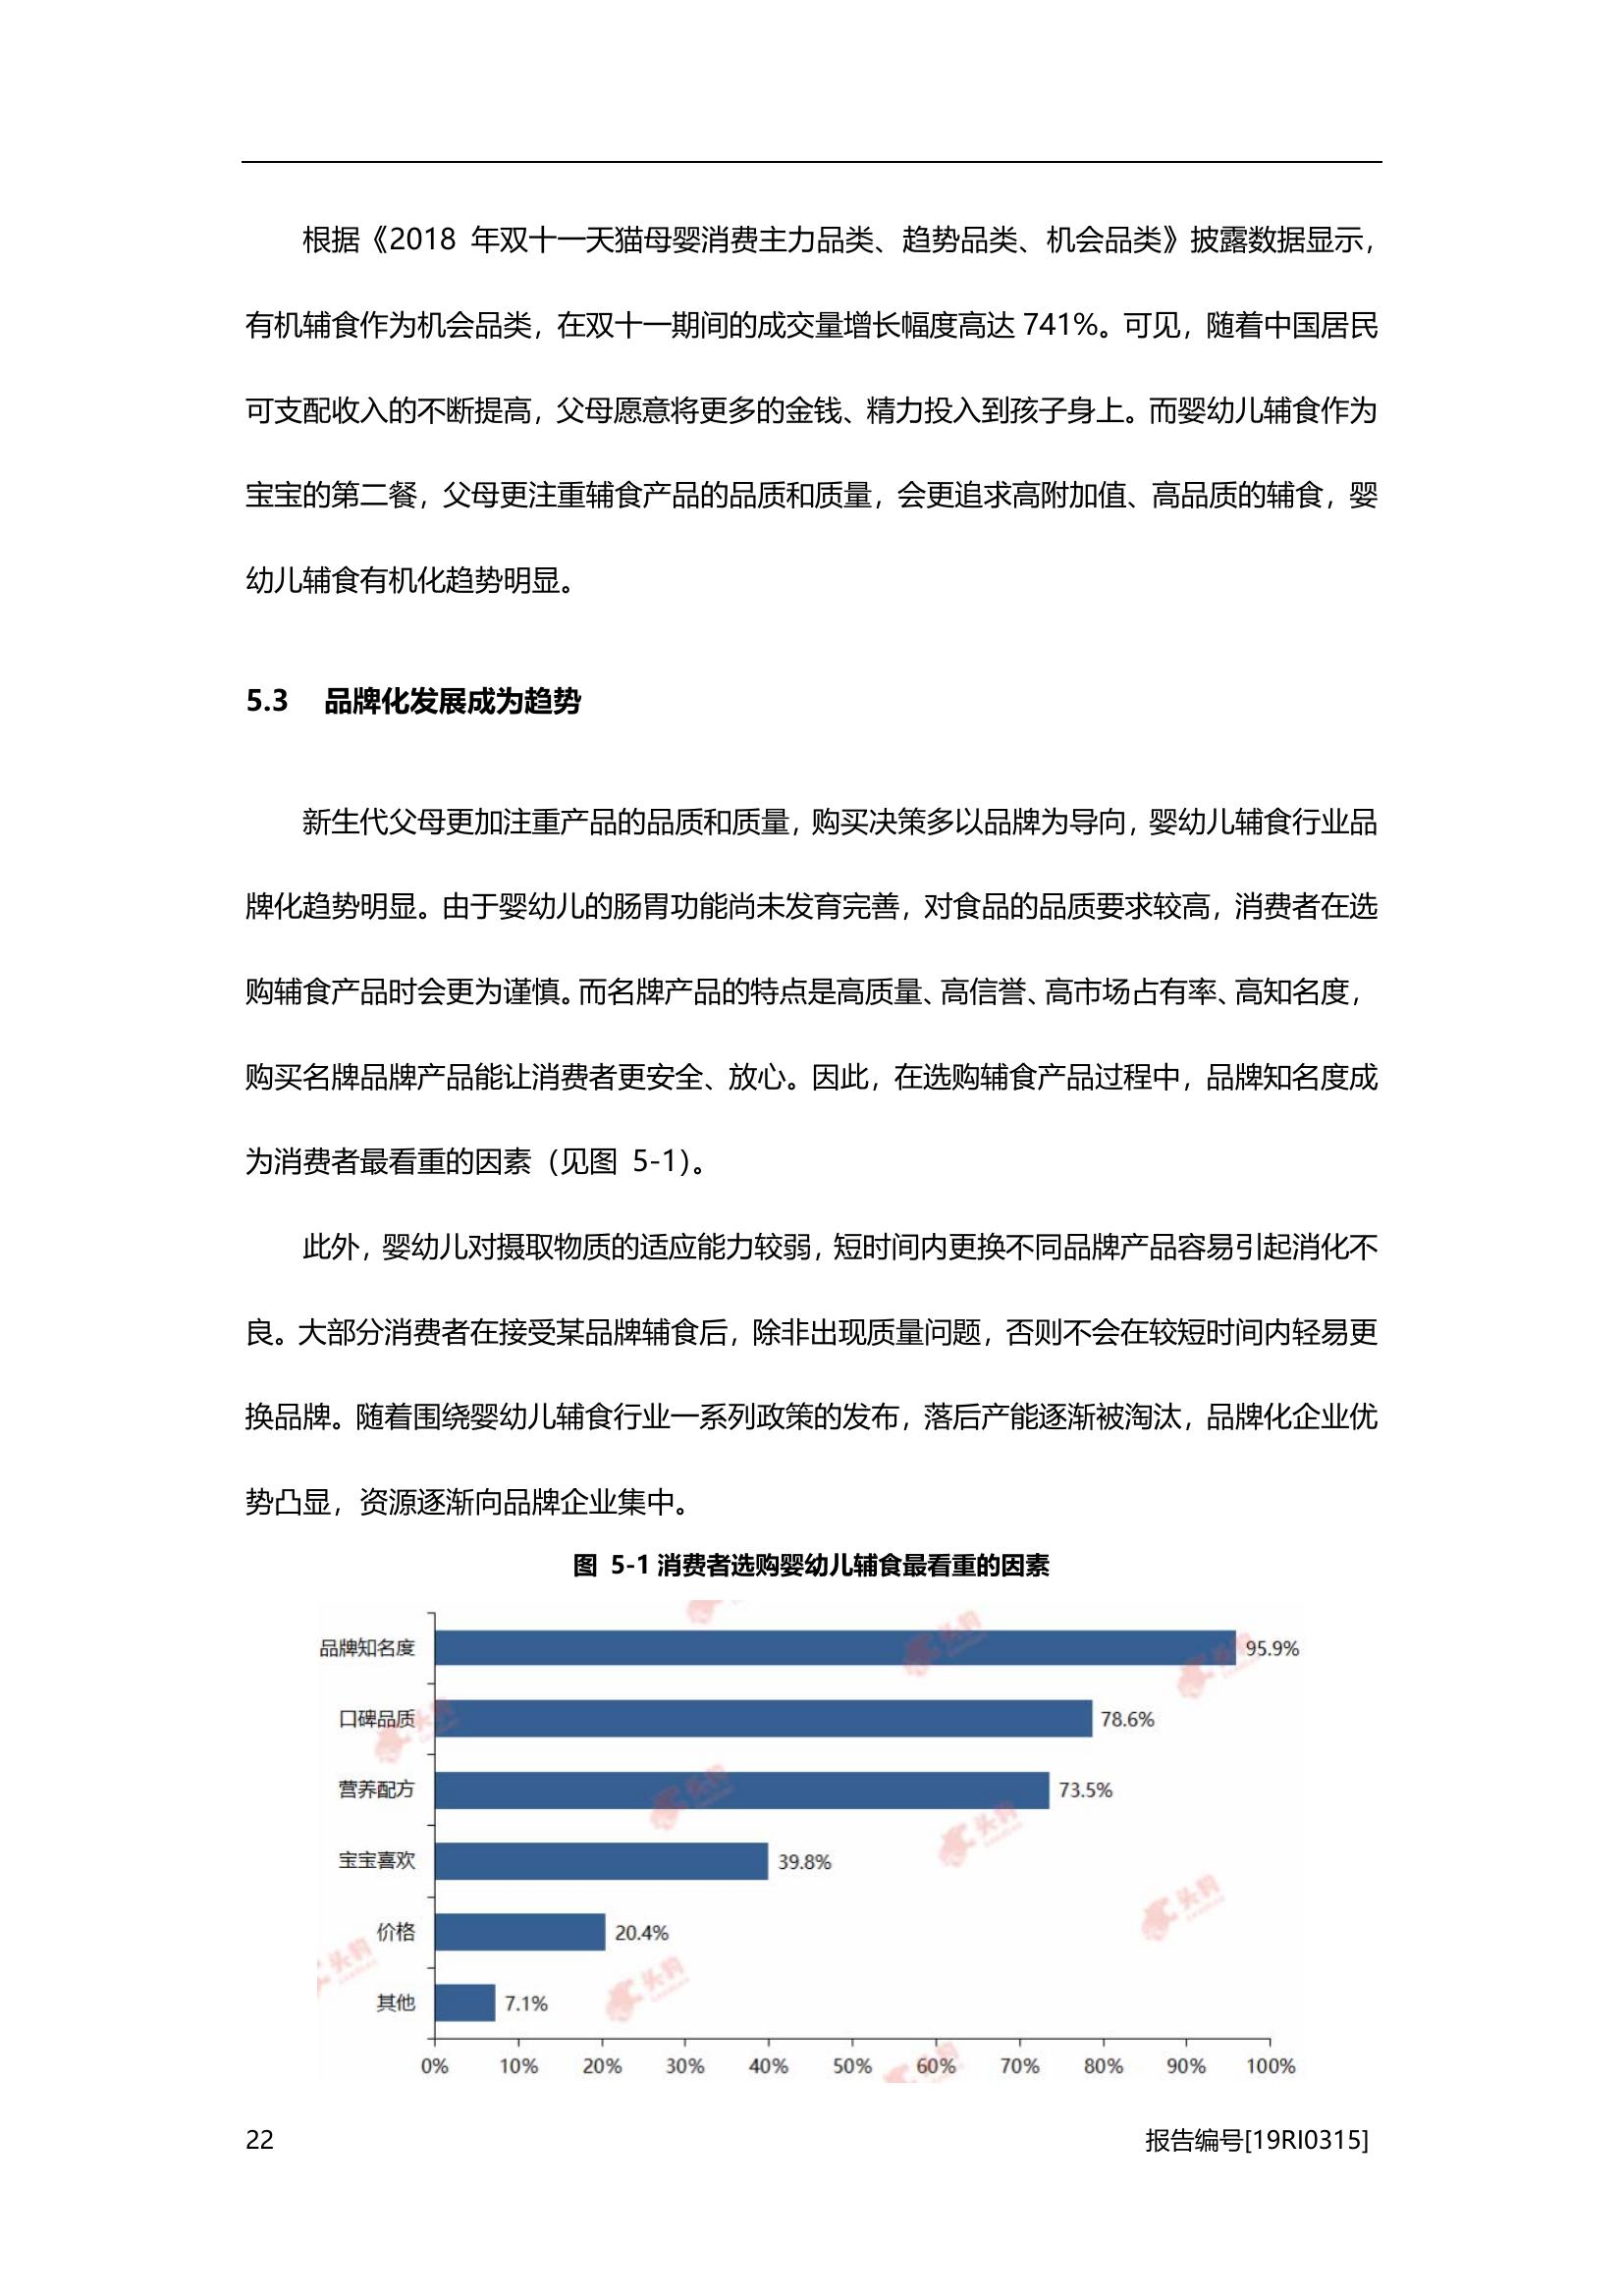 根据《2018 年双十一天猫母婴消费主力品类、趋势品类、机会品类》披露数据显示，
有机辅食作为机会品类，在双十一期间的成交量增长幅度高达 741%。可见，随着中国居民
可支配收入的不断提高，父母愿意将更多的金钱、精力投入到孩子身上。而婴幼儿辅食作为
宝宝的第二餐，父母更注重辅食产品的品质和质量，会更追求高附加值、高品质的辅食，婴
幼儿辅食有机化趋势明显。
5.3 品牌化发展成为趋势
新生代父母更加注重产品的品质和质量，购买决策多以品牌为导向，婴幼儿辅食行业品
牌化趋势明显。由于婴幼儿的肠胃功能尚未发育完善，对食品的品质要求较高，消费者在选
购辅食产品时会更为谨慎。而名牌产品的特点是高质量、高信誉、高市场占有率、高知名度，
购买名牌品牌产品能让消费者更安全、放心。因此，在选购辅食产品过程中，品牌知名度成
为消费者最看重的因素（见图 5-1）。
此外，婴幼儿对摄取物质的适应能力较弱，短时间内更换不同品牌产品容易引起消化不
良。大部分消费者在接受某品牌辅食后，除非出现质量问题，否则不会在较短时间内轻易更
换品牌。随着围绕婴幼儿辅食行业一系列政策的发布，落后产能逐渐被淘汰，品牌化企业优
势凸显，资源逐渐向品牌企业集中。
图 5-1 消费者选购婴幼儿辅食最看重的因素
品牌知名度 95.9%
口碑品质 78.6%
营养配方 73.5%
宝宝喜欢 39.8%
价格 20.4%
其他 7.1%
0% 10% 20% 30% 40% 50% 60% 70% 80% 90% 100%
头豹
头豹
头豹
头豹
头豹
头豹
头豹
头豹
22 报告编号[19RI0315]